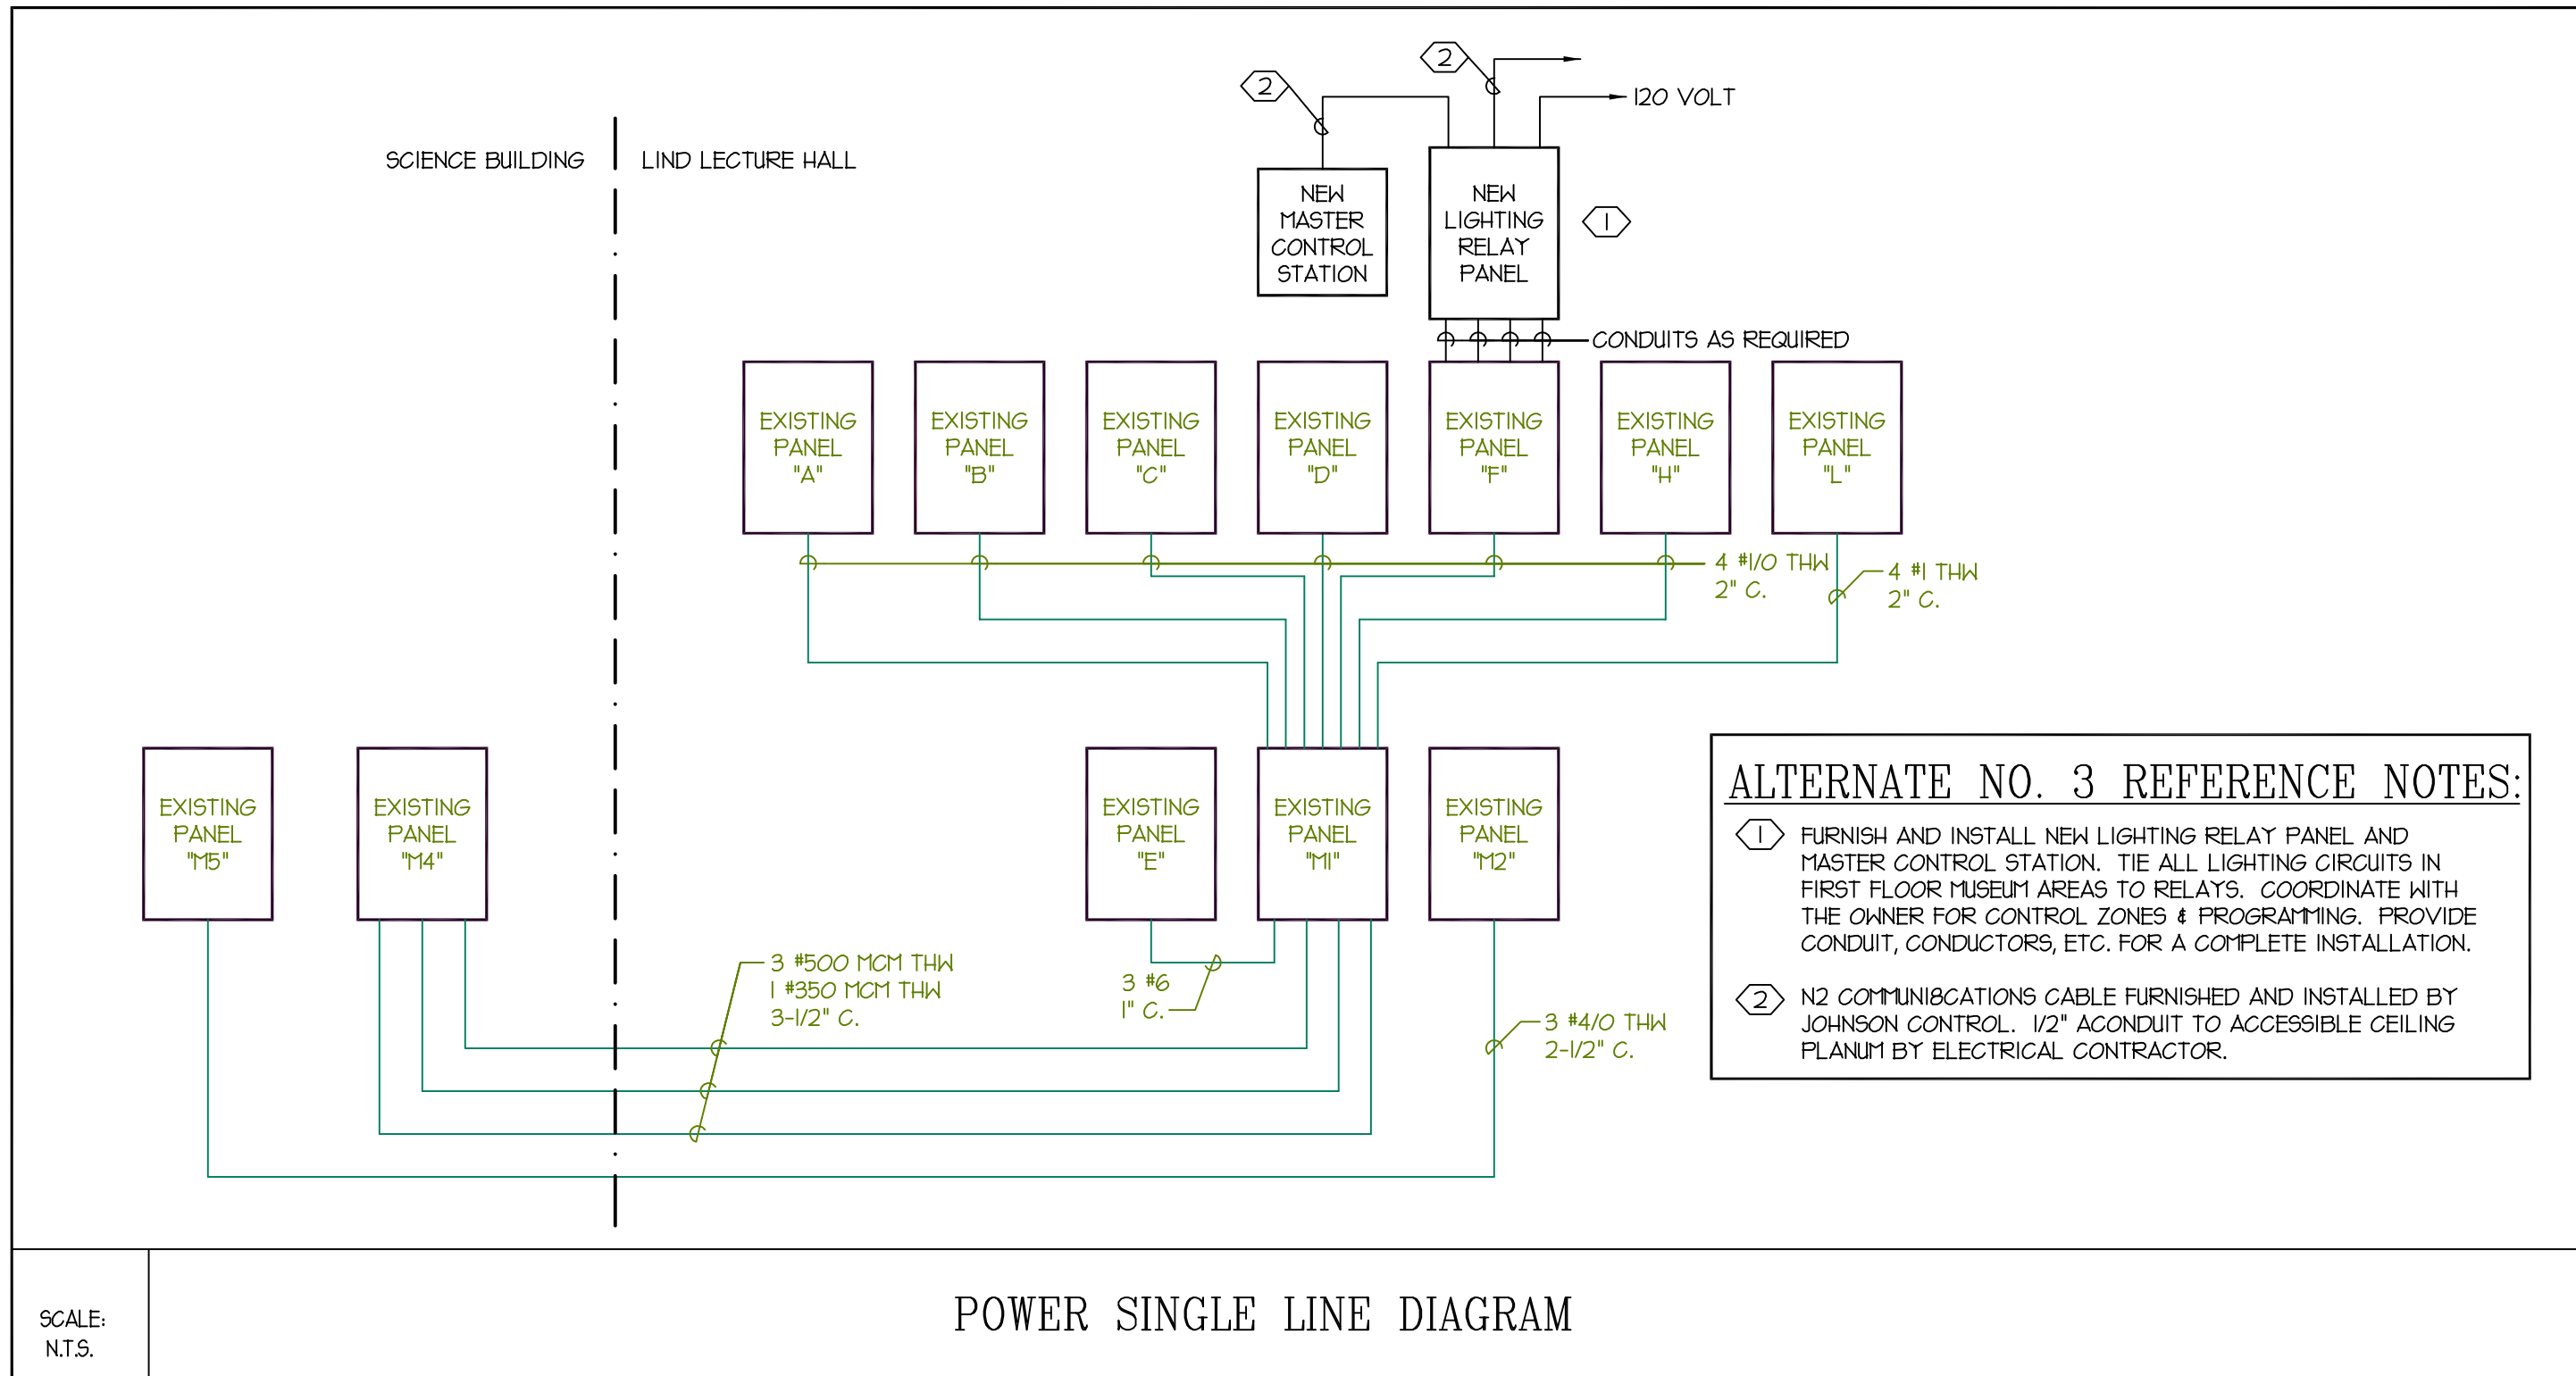 2
2
120 VOLT
SCIENCE BUILDING
LIND LECTURE HALL
NEW
MASTER
CONTROL
STATION
NEW
LIGHTING
RELAY
PANEL
1
CONDUITS AS REQUIRED
EXISTING
PANEL
"A"
EXISTING
PANEL
"B"
EXISTING
PANEL
"C"
EXISTING
PANEL
"D"
EXISTING
PANEL
"F"
EXISTING
PANEL
"H"
EXISTING
PANEL
"L"
4 #1/0 THW
2" C.
4 #1 THW
2" C.
EXISTING
PANEL
"M5"
EXISTING
PANEL
"M4"
EXISTING
PANEL
"E"
EXISTING
PANEL
"M1"
EXISTING
PANEL
"M2"
3 #500 MCM THW
1 #350 MCM THW
3-1/2" C.
3 #6
1" C.
3 #4/0 THW
2-1/2" C.
ALTERNATE NO. 3 REFERENCE NOTES:
1 FURNISH AND INSTALL NEW LIGHTING RELAY PANEL AND
MASTER CONTROL STATION. TIE ALL LIGHTING CIRCUITS IN
FIRST FLOOR MUSEUM AREAS TO RELAYS. COORDINATE WITH
THE OWNER FOR CONTROL ZONES & PROGRAMMING. PROVIDE
CONDUIT, CONDUCTORS, ETC. FOR A COMPLETE INSTALLATION.
2 N2 COMMUNI8CATIONS CABLE FURNISHED AND INSTALLED BY
JOHNSON CONTROL. 1/2" ACONDUIT TO ACCESSIBLE CEILING
PLANUM BY ELECTRICAL CONTRACTOR.
SCALE:
N.T.S.
POWER SINGLE LINE DIAGRAM